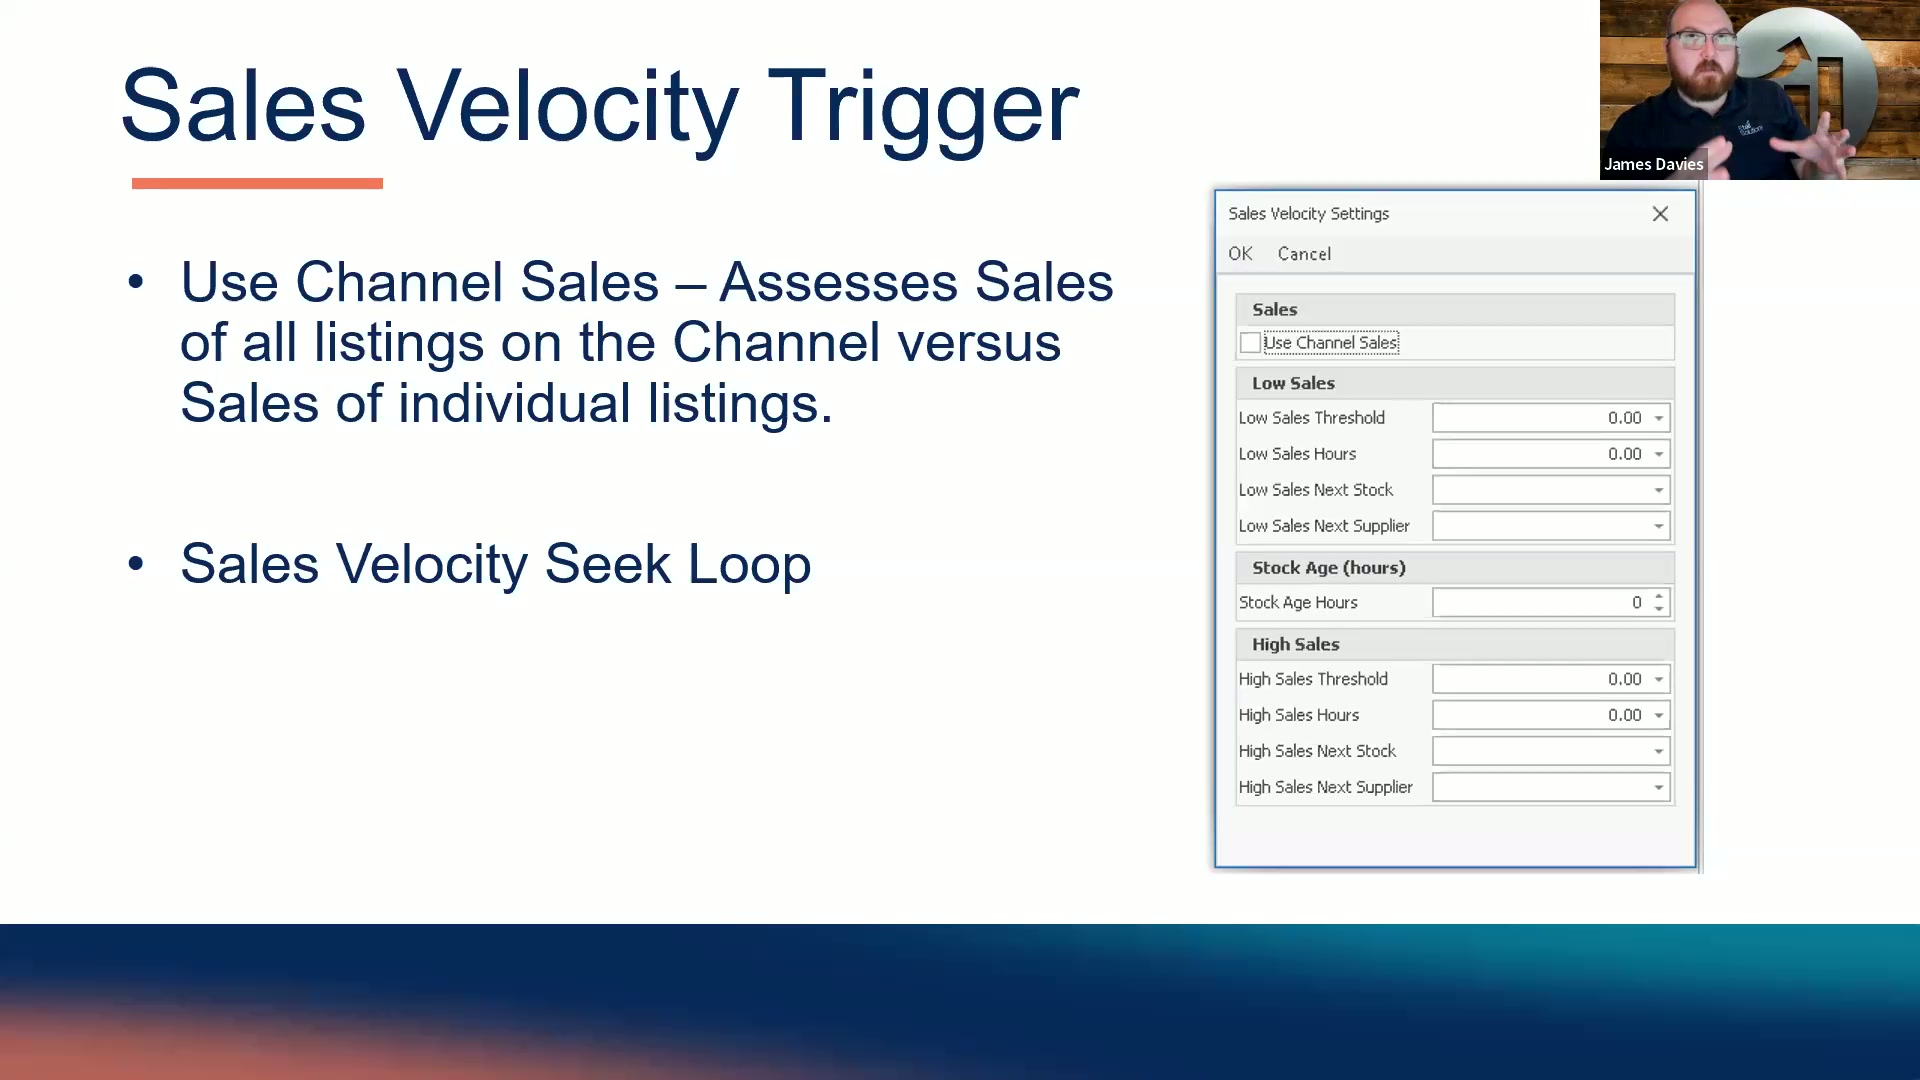 Sales Velocity Trigger
• Use Channel Sales – Assesses Sales
of all listings on the Channel versus
Sales of individual listings.
• Sales Velocity Seek Loop
James Davies
Sales Velocity Settings
OK Cancel
Sales
Use Channel Sales
Low Sales
Low Sales Threshold 0.00
Low Sales Hours 0.00
Low Sales Next Stock
Low Sales Next Supplier
Stock Age (hours)
Stock Age Hours 0
High Sales
High Sales Threshold 0.00
High Sales Hours 0.00
High Sales Next Stock
High Sales Next Supplier